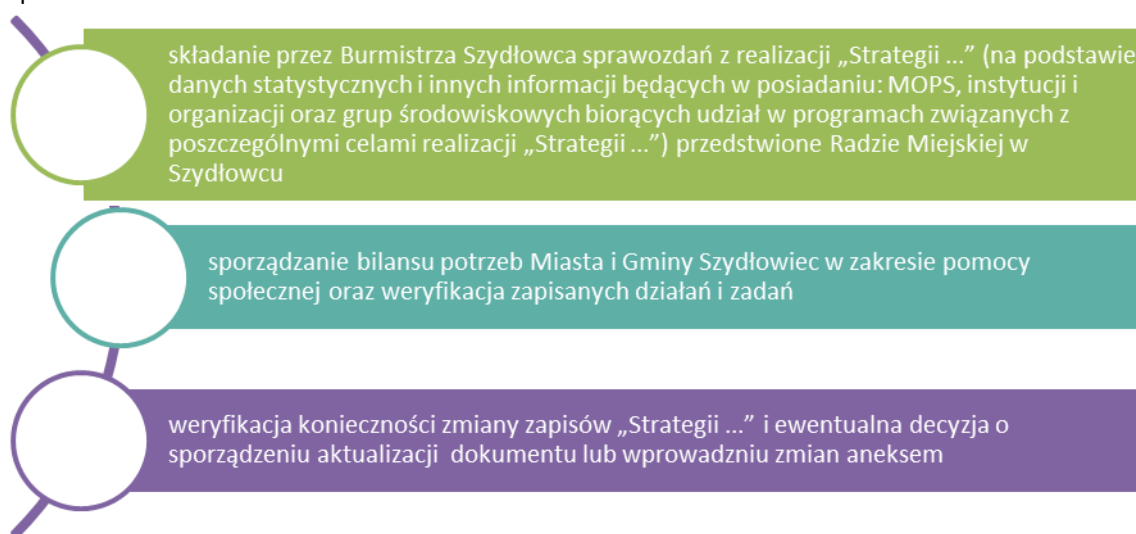 składanie przez Burmistrza Szydłowca sprawozdań z realizacji „Strategii ...” (na podstawie
danych statystycznych i innych informacji będących w posiadaniu: MOPS, instytucji i
organizacji oraz grup środowiskowych biorących udział w programach związanych z
poszczególnymi celami realizacji „Strategii ...”) przedstwione Radzie Miejskiej w
Szydłowcu
sporządzanie bilansu potrzeb Miasta i Gminy Szydłowiec w zakresie pomocy
społecznej oraz weryfikacja zapisanych działań i zadań
weryfikacja konieczności zmiany zapisów „Strategii ...” i ewentualna decyzja o
sporządzeniu aktualizacji dokumentu lub wprowadzniu zmian aneksem